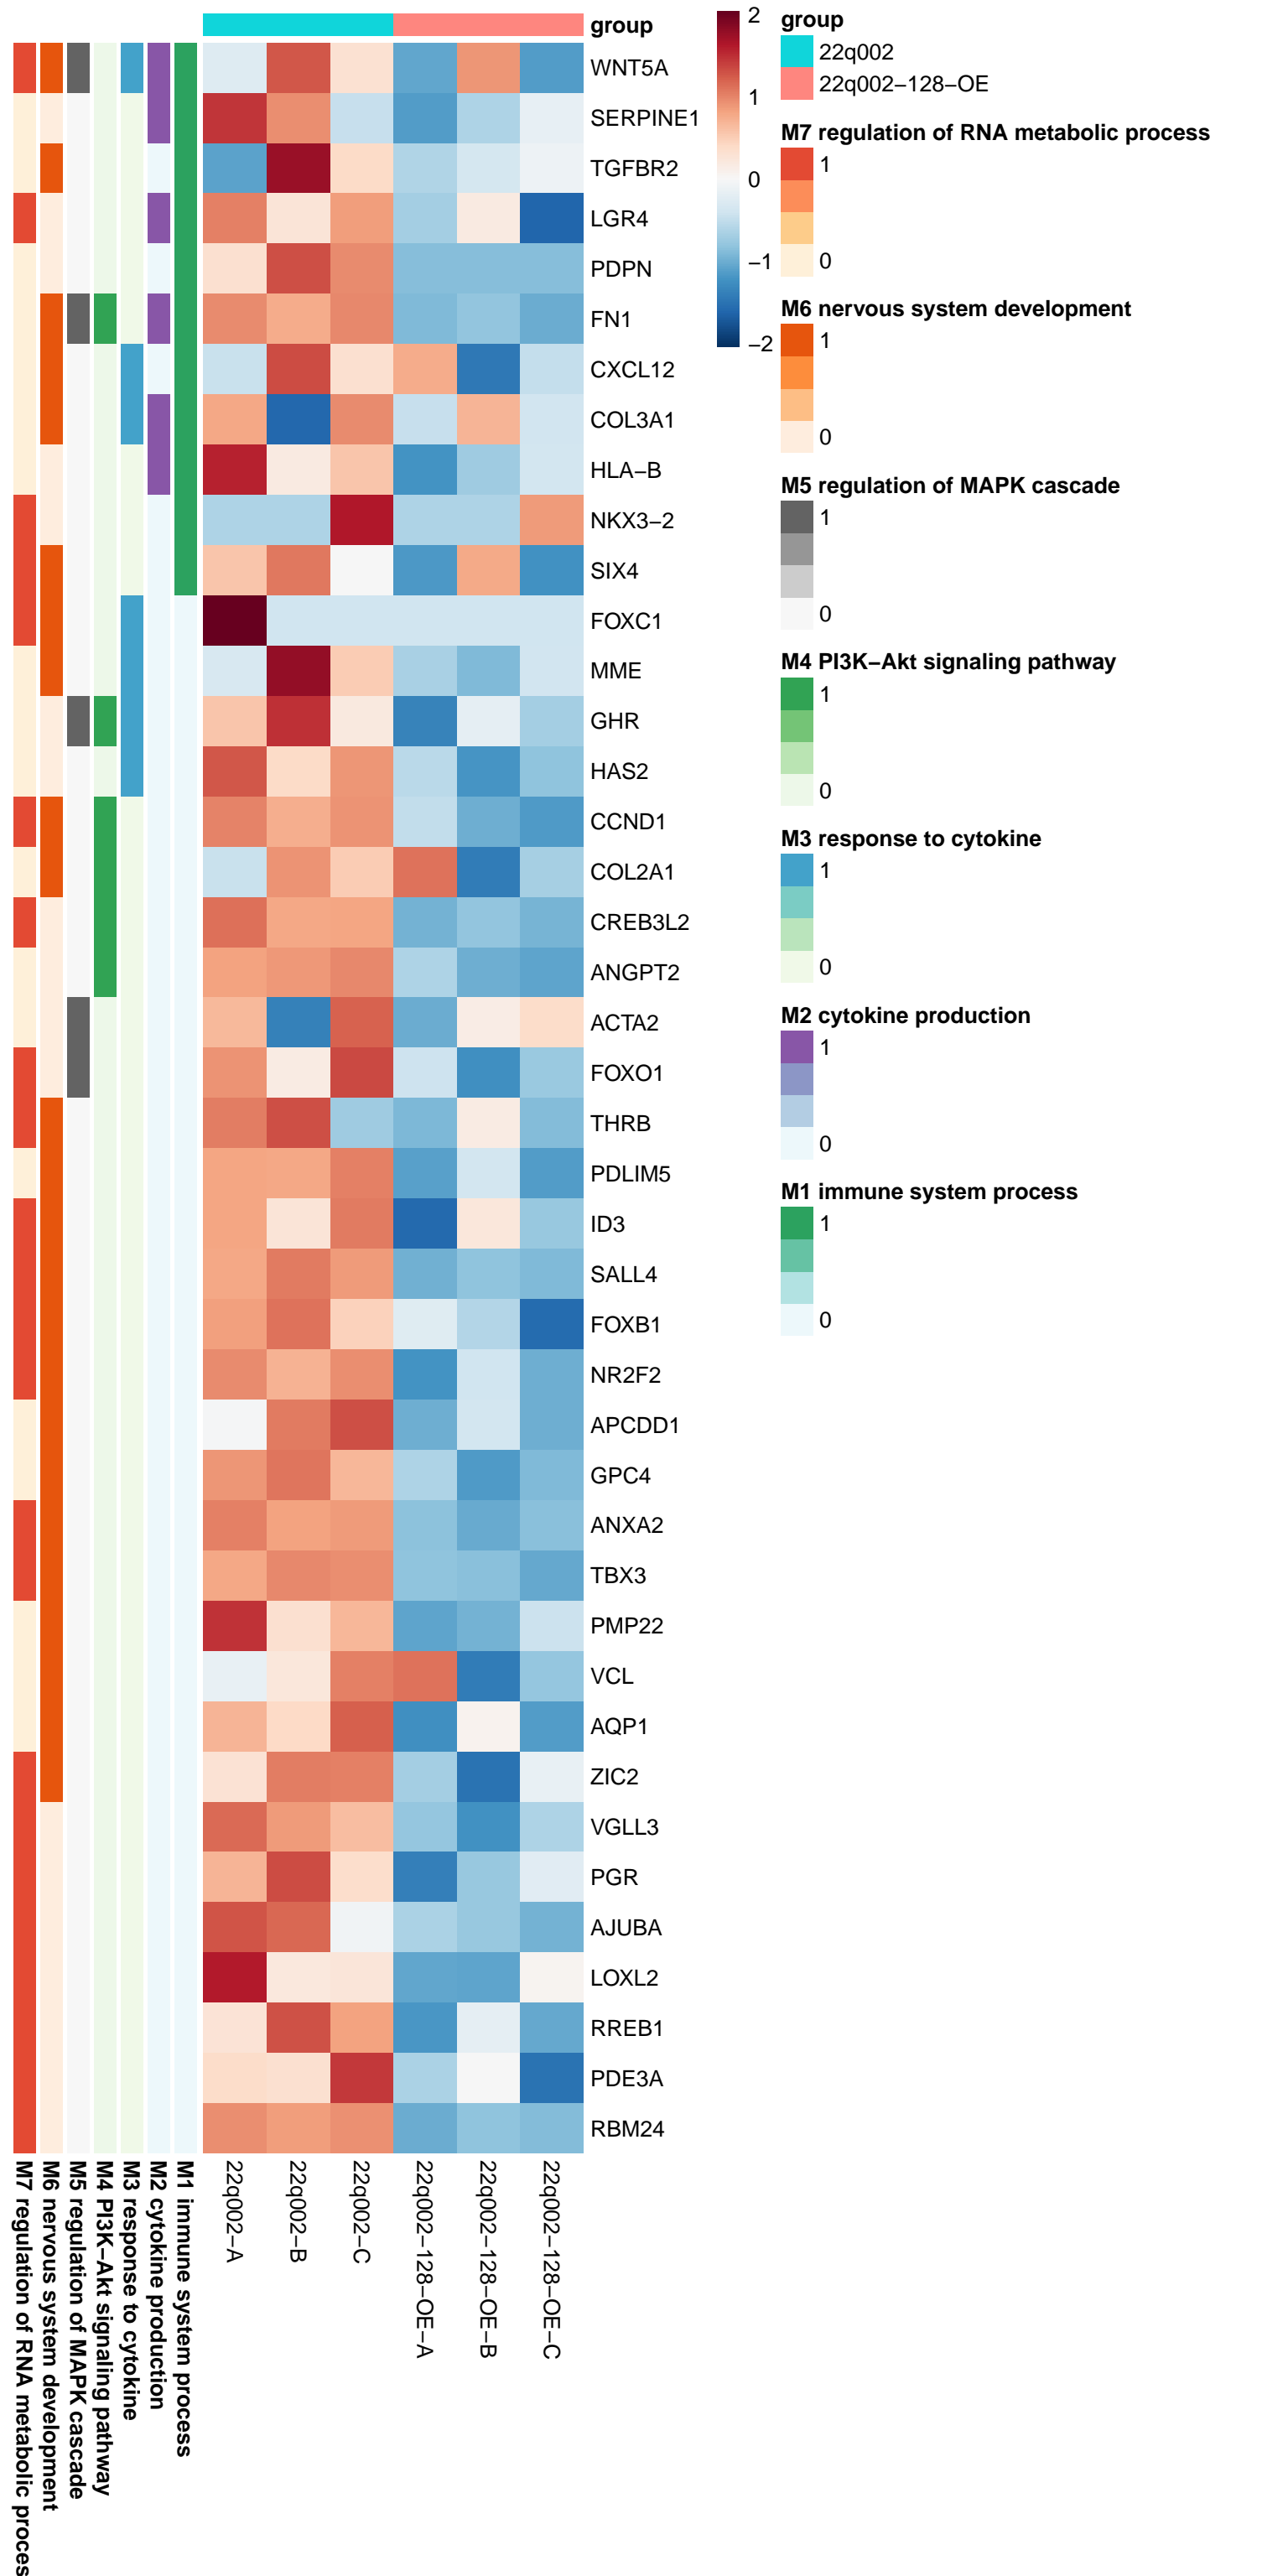 group
WNT5A
SERPINE1
TGFBR2
LGR4
PDPN
FN1
CXCL12
COL3A1
HLA−B
NKX3−2
SIX4
FOXC1
MME
GHR
HAS2
CCND1
COL2A1
CREB3L2
ANGPT2
ACTA2
FOXO1
THRB
PDLIM5
ID3
SALL4
FOXB1
NR2F2
APCDD1
GPC4
ANXA2
TBX3
PMP22
VCL
AQP1
ZIC2
VGLL3
PGR
AJUBA
LOXL2
RREB1
PDE3A
RBM24
2
1
0
−1
−2
group
22q002
22q002−128−OE
M7 regulation of RNA metabolic process
1
0
M6 nervous system development
1
0
M5 regulation of MAPK cascade
1
0
M4 PI3K−Akt signaling pathway
1
0
M3 response to cytokine
1
0
M2 cytokine production
1
0
M1 immune system process
1
0
M7 regulation of RNA metabolic proces
M6 nervous system development
M5 regulation of MAPK cascade
M4 PI3K−Akt signaling pathway
M3 response to cytokine
M2 cytokine production
M1 immune system process
22q002−A
22q002−B
22q002−C
22q002−128−OE−A
22q002−128−OE−B
22q002−128−OE−C